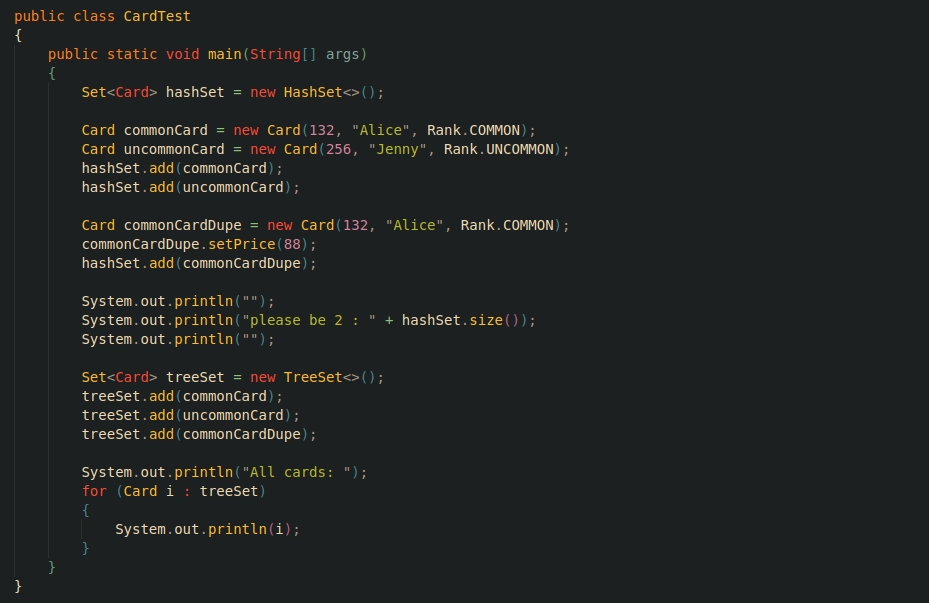 public class CardTest
{
    public static void main(String[] args)
    {
        Set<Card> hashSet = new HashSet<>();

        Card commonCard = new Card(132, "Alice", Rank.COMMON);
        Card uncommonCard = new Card(256, "Jenny", Rank.UNCOMMON);
        hashSet.add(commonCard);
        hashSet.add(uncommonCard);

        Card commonCardDupe = new Card(132, "Alice", Rank.COMMON);
        commonCardDupe.setPrice(88);
        hashSet.add(commonCardDupe);

        System.out.println("");
        System.out.println("please be 2 : " + hashSet.size());
        System.out.println("");

        Set<Card> treeSet = new TreeSet<>();
        treeSet.add(commonCard);
        treeSet.add(uncommonCard);
        treeSet.add(commonCardDupe);

        System.out.println("All cards: ");
        for (Card i : treeSet)
        {
            System.out.println(i);
        }
    }
}